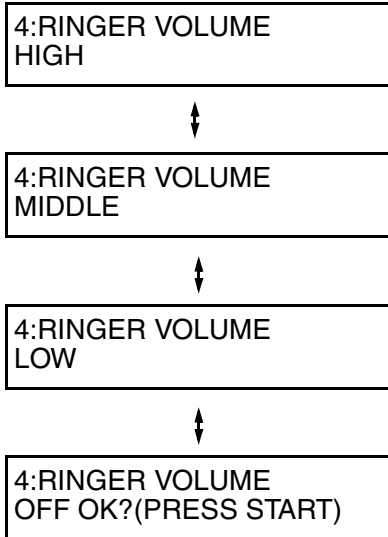 4:RINGER VOLUME
HIGH
4:RINGER VOLUME
MIDDLE
4:RINGER VOLUME
LOW
4:RINGER VOLUME
OFF OK?(PRESS START)